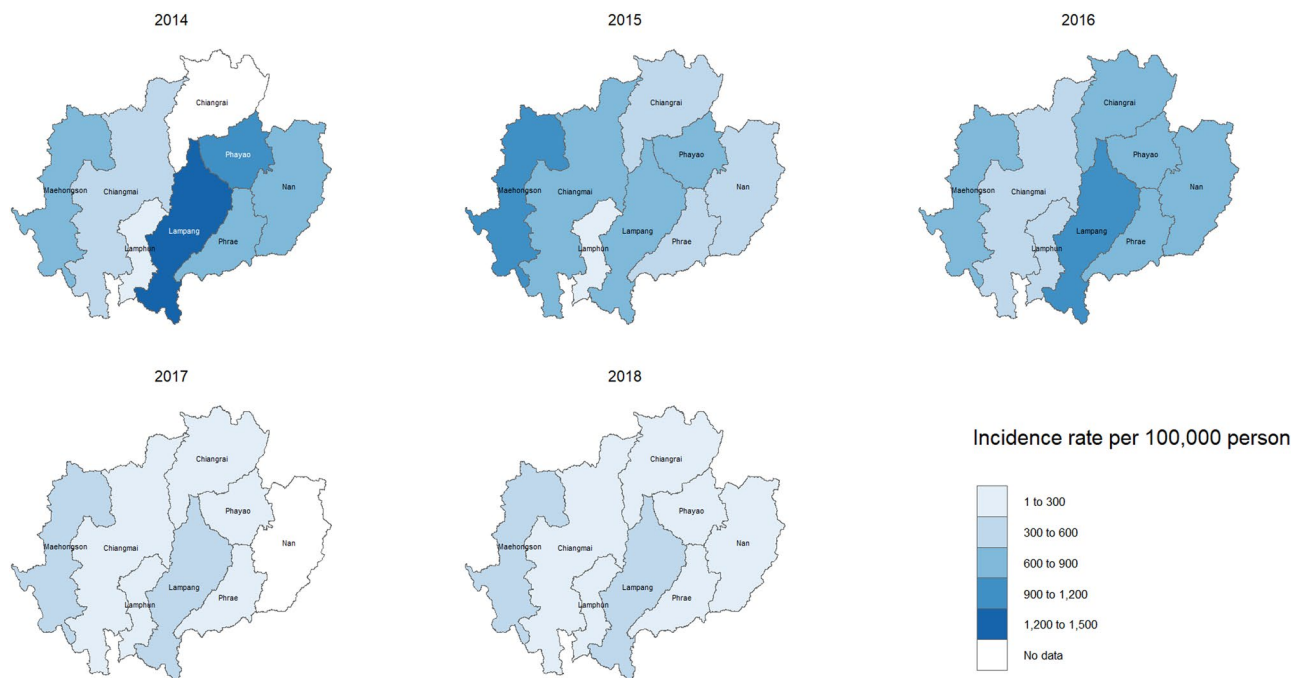 2014
Chiangrai
Phayao
Maehongson
Chiangmai
Nan
Lampang
Lamphun
Phrae
2015
Chiangrai
Phayao
Maehongson
Chiangmai
Nan
Lampang
Lamphun
Phrae
2016
Chiangrai
Phayao
Maehongson
Chiangmai
Nan
Lampang
Lamphun
Phrae
2017
Chiangrai
Phayao
Maehongson
Chiangmai
Nan
Lampang
Lamphun
Phrae
2018
Chiangrai
Phayao
Maehongson
Chiangmai
Nan
Lampang
Lamphun
Phrae
Incidence rate per 100,000 person
1 to 300
300 to 600
600 to 900
900 to 1,200
1,200 to 1,500
No data